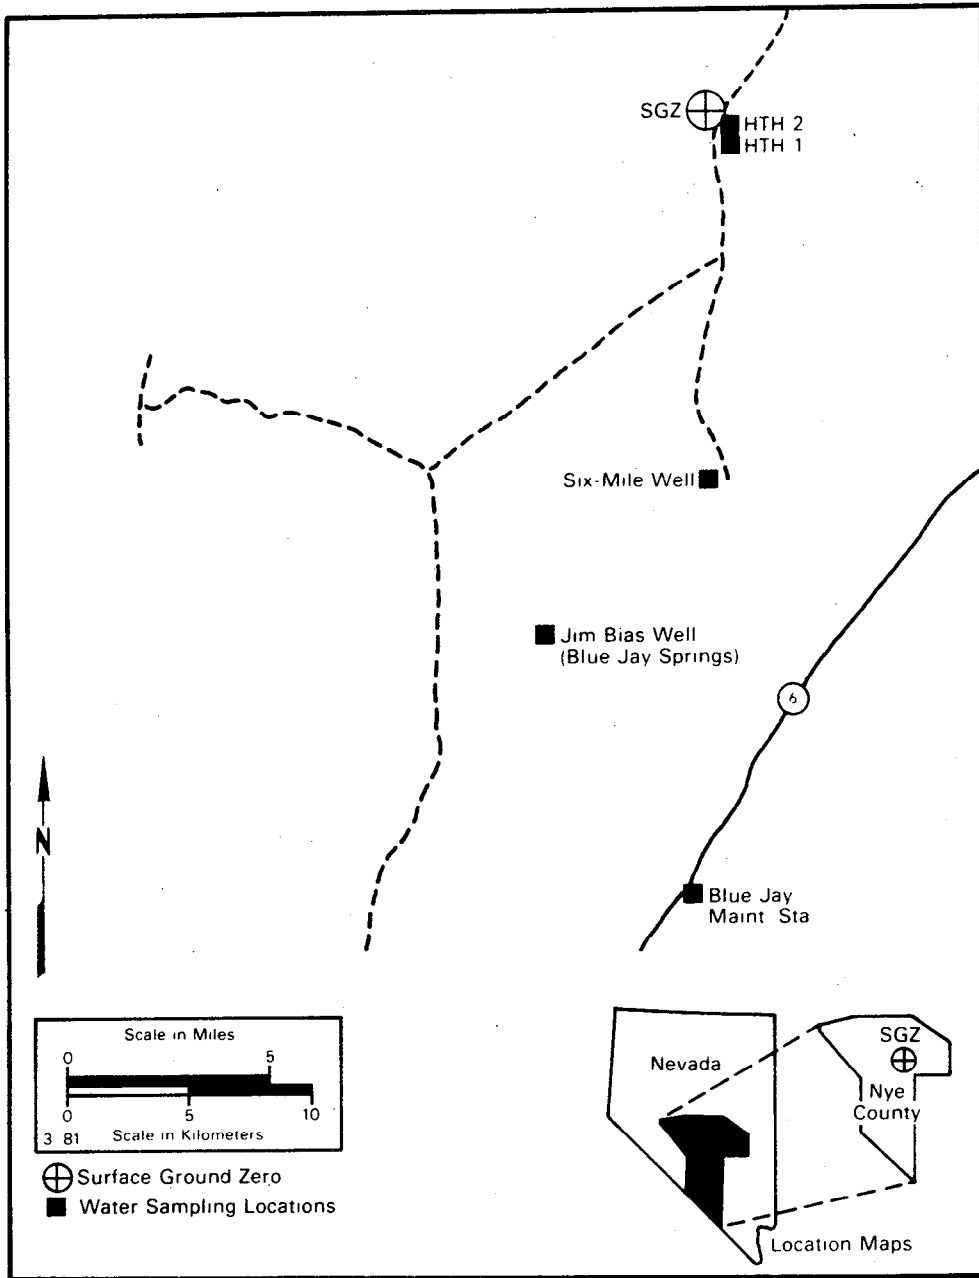 SGZ
HTH 2
HTH 1
Six-Mile Well
Jim Bias Well
(Blue Jay Springs)
6
N
Blue Jay
Maint Sta
Scale in Miles
0 5
0 5 10
3 81 Scale in Kilometers
Surface Ground Zero
Water Sampling Locations
Nevada
SGZ
Nye
County
Location Maps